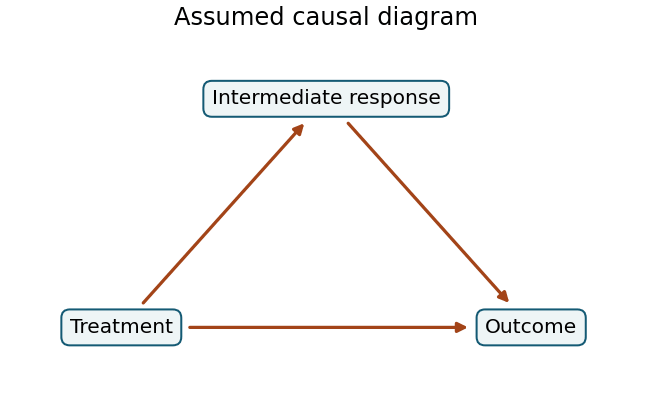 Assumed causal diagram
Intermediate response
Treatment
Outcome